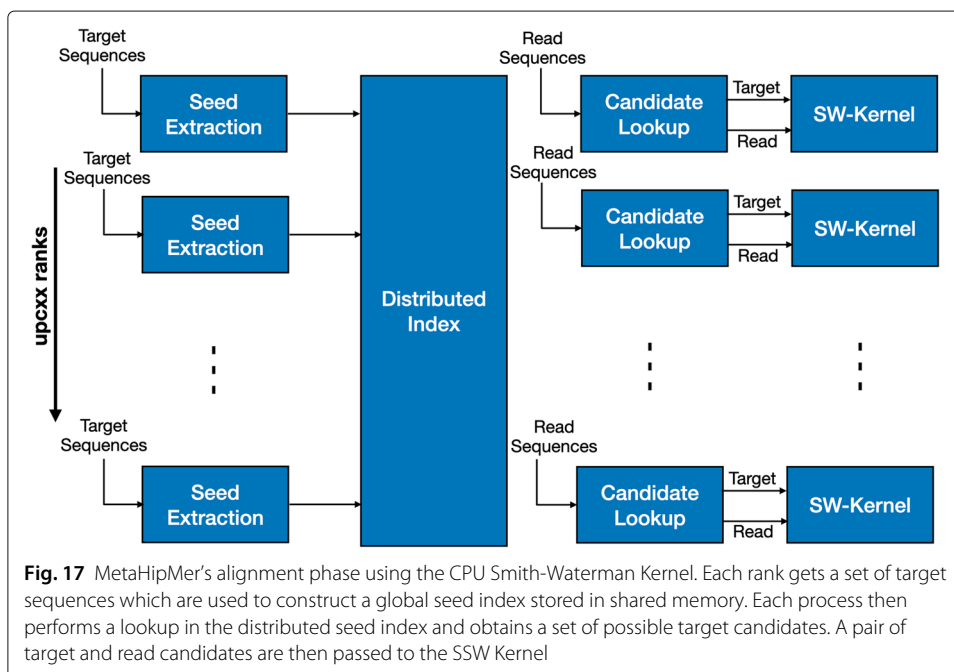 Target
Sequences
Seed
Extraction
Target
Sequences
Seed
Extraction
upcxx ranks
Target
Sequences
Seed
Extraction
Distributed
Index
Read
Sequences
Candidate
Lookup
Target
Read
SW-Kernel
Read
Sequences
Candidate
Lookup
Target
Read
SW-Kernel
Read
Sequences
Candidate
Lookup
Target
Read
SW-Kernel
Fig. 17 MetaHipMer's alignment phase using the CPU Smith-Waterman Kernel. Each rank gets a set of target
sequences which are used to construct a global seed index stored in shared memory. Each process then
performs a lookup in the distributed seed index and obtains a set of possible target candidates. A pair of
target and read candidates are then passed to the SSW Kernel